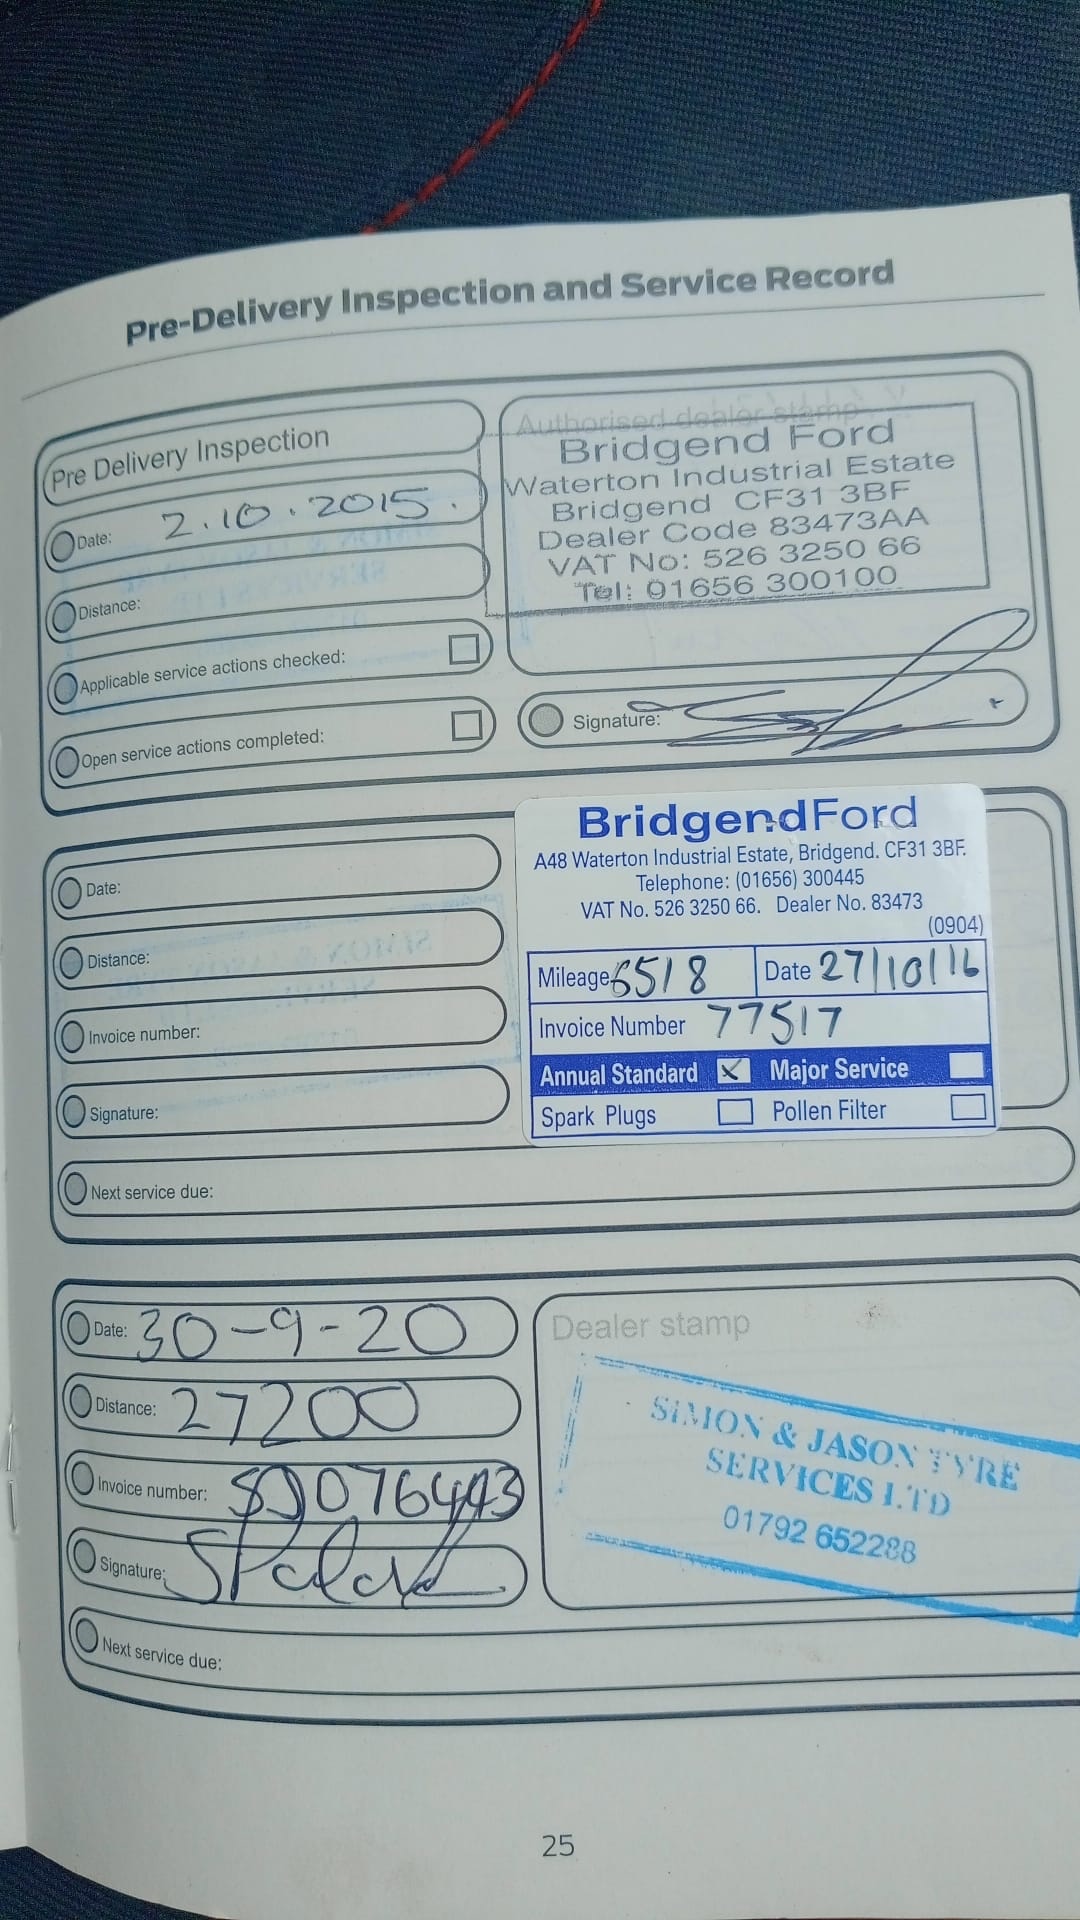 Pre-Delivery Inspection and Service Record
Pre Delivery Inspection
Date: 2.10.2015.
Distance:
Applicable service actions checked:
Open service actions completed:
Authorised dealer stamp
Bridgend Ford
Waterton Industrial Estate
Bridgend CF31 3BF
Dealer Code 83473AA
VAT No: 526 3250 66
Tel: 01656 300100
Signature:
Date:
Distance:
Invoice number:
Signature:
Next service due:
BridgendFord
A48 Waterton Industrial Estate, Bridgend. CF31 3BF.
Telephone: (01656) 300445
VAT No. 526 3250 66. Dealer No. 83473
(0904)
Mileage 6518 Date 27/10/16
Invoice Number 77517
Annual Standard X Major Service
Spark Plugs Pollen Filter
Date: 30-9-20
Distance: 27200
Invoice number: SJ076443
Signature:
Next service due:
Dealer stamp
SIMON & JASON TYRE
SERVICES LTD
01792 652288
25